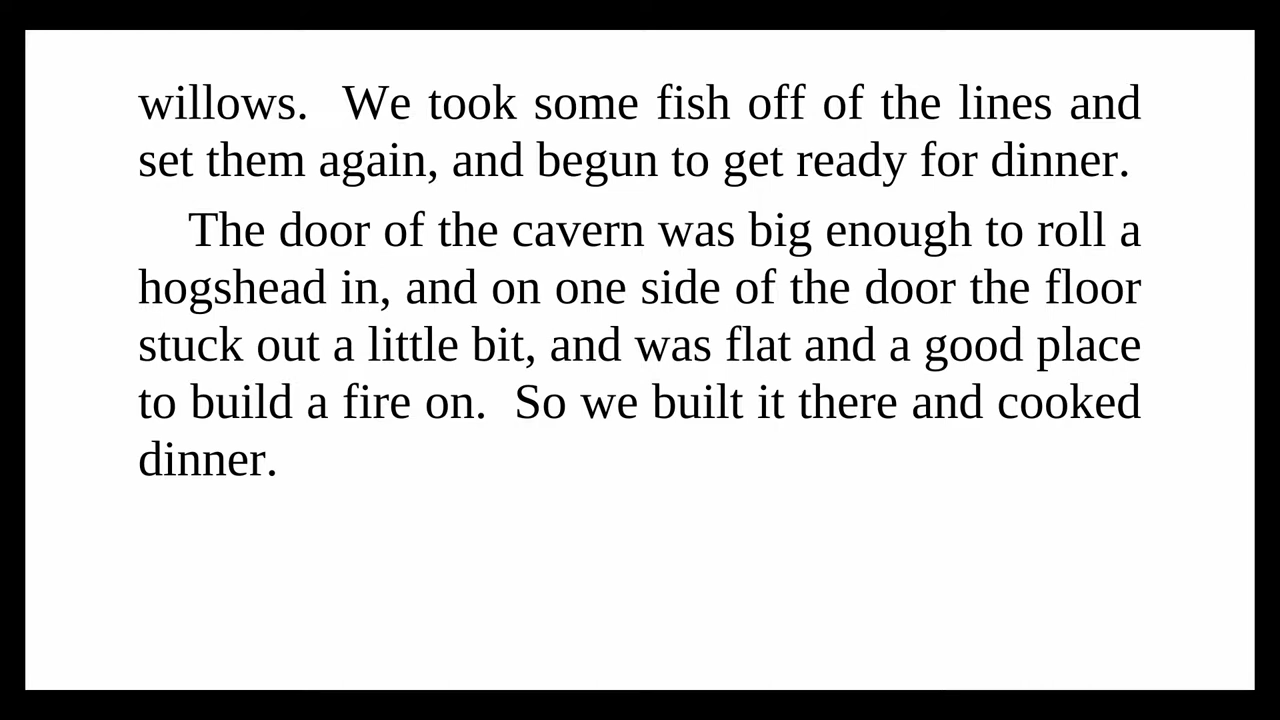 willows.  We took some fish off of the lines and
set them again, and begun to get ready for dinner.
The door of the cavern was big enough to roll a
hogshead in, and on one side of the door the floor
stuck out a little bit, and was flat and a good place
to build a fire on.  So we built it there and cooked
dinner.